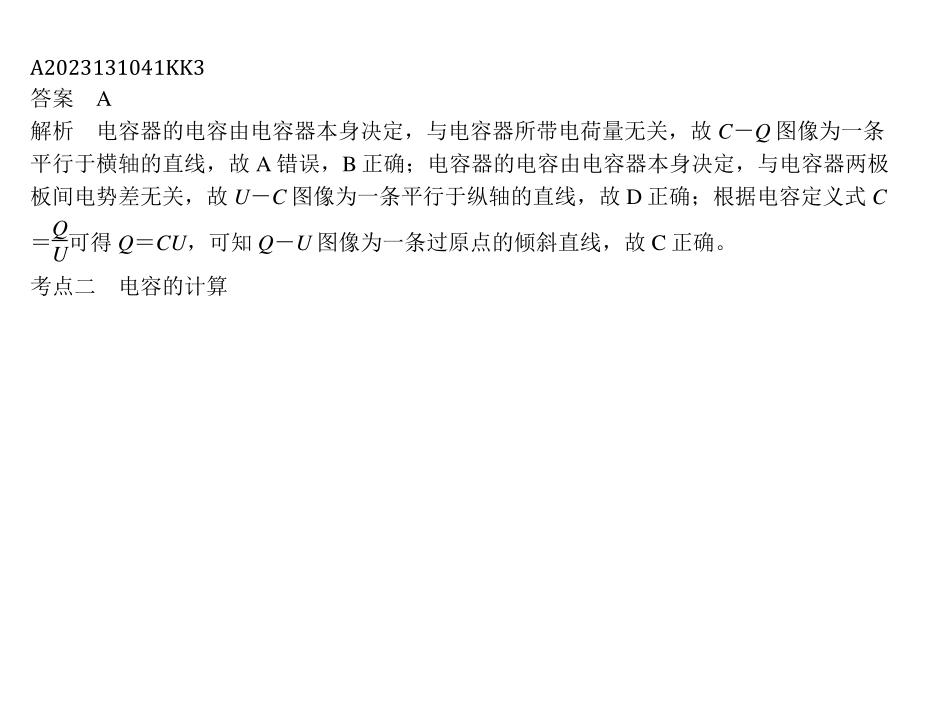 A2023131041KK3
答案　A
解析　电容器的电容由电容器本身决定，与电容器所带电荷量无关，故 C－Q 图像为一条
平行于横轴的直线，故 A 错误，B 正确；电容器的电容由电容器本身决定，与电容器两极
板间电势差无关，故 U－C 图像为一条平行于纵轴的直线，故 D 正确；根据电容定义式 C
＝Q/U可得 Q＝CU，可知 Q－U 图像为一条过原点的倾斜直线，故 C 正确。
考点二　电容的计算